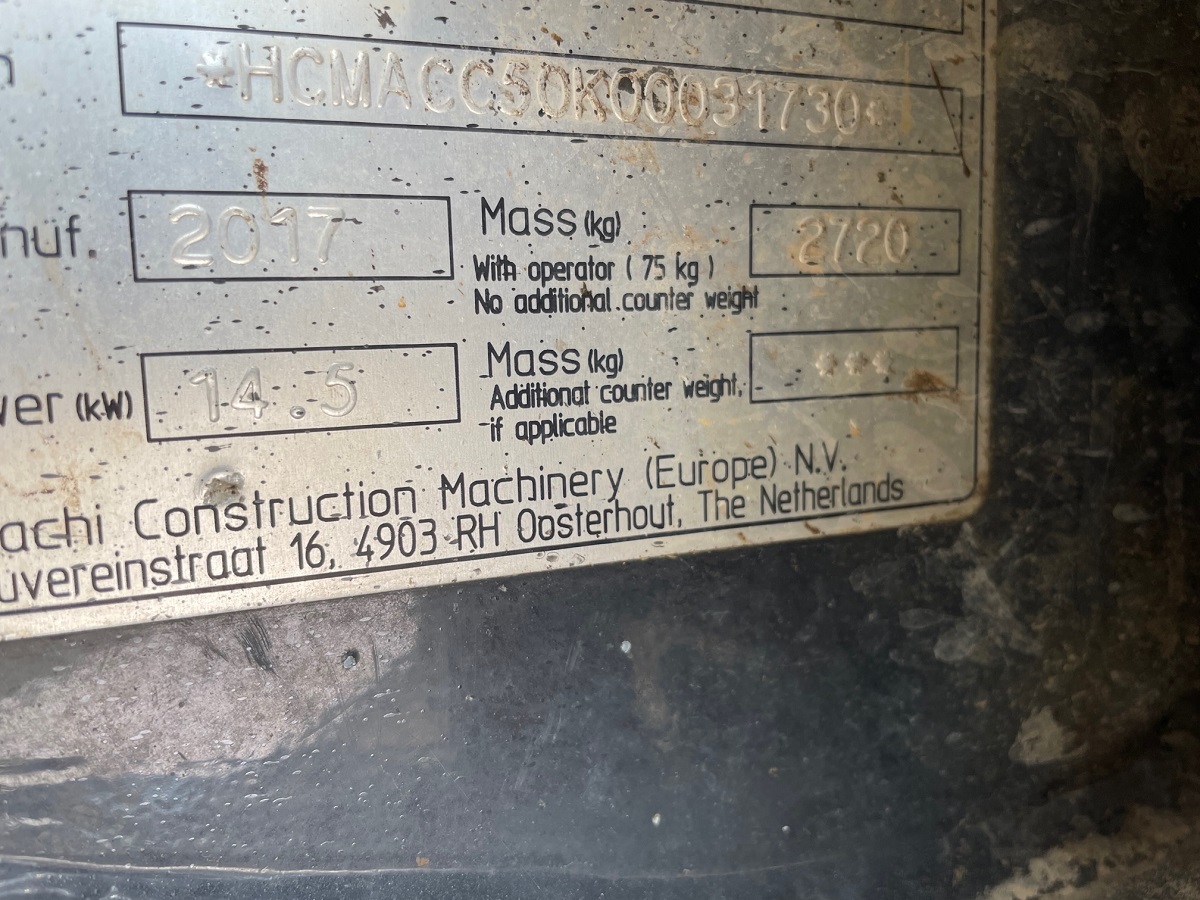 n *HCMACC50K00031730*
nuf. 2017 Mass (kg) 2720
With operator ( 75 kg )
No additional counter weight
wer (kW) 14.5 Mass (kg) ***
Additional counter weight,
if applicable
achi Construction Machinery (Europe) N.V.
uvereinstraat 16, 4903 RH Oosterhout, The Netherlands